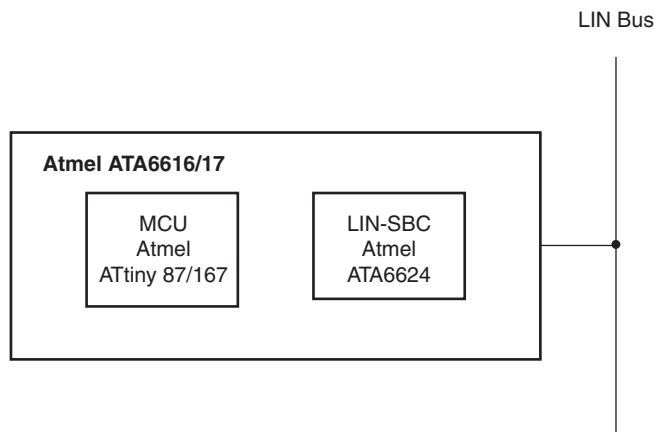 LIN Bus
Atmel ATA6616/17
MCU
Atmel
ATtiny 87/167
LIN-SBC
Atmel
ATA6624